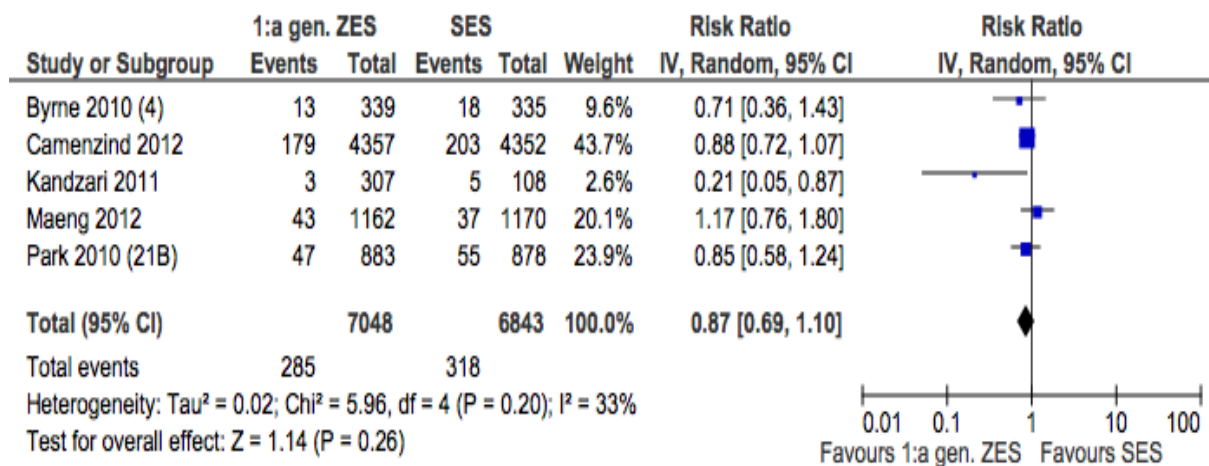 1:a gen. ZES SES Risk Ratio Risk Ratio
Study or Subgroup Events Total Events Total Weight IV, Random, 95% CI IV, Random, 95% CI
Byrne 2010 (4) 13 339 18 335 9.6% 0.71 [0.36, 1.43]
Camenzind 2012 179 4357 203 4352 43.7% 0.88 [0.72, 1.07]
Kandzari 2011 3 307 5 108 2.6% 0.21 [0.05, 0.87]
Maeng 2012 43 1162 37 1170 20.1% 1.17 [0.76, 1.80]
Park 2010 (21B) 47 883 55 878 23.9% 0.85 [0.58, 1.24]
Total (95% CI) 7048 6843 100.0% 0.87 [0.69, 1.10]
Total events 285 318
Heterogeneity: Tau² = 0.02; Chi² = 5.96, df = 4 (P = 0.20); I² = 33%
Test for overall effect: Z = 1.14 (P = 0.26)
0.01 0.1 1 10 100
Favours 1:a gen. ZES Favours SES